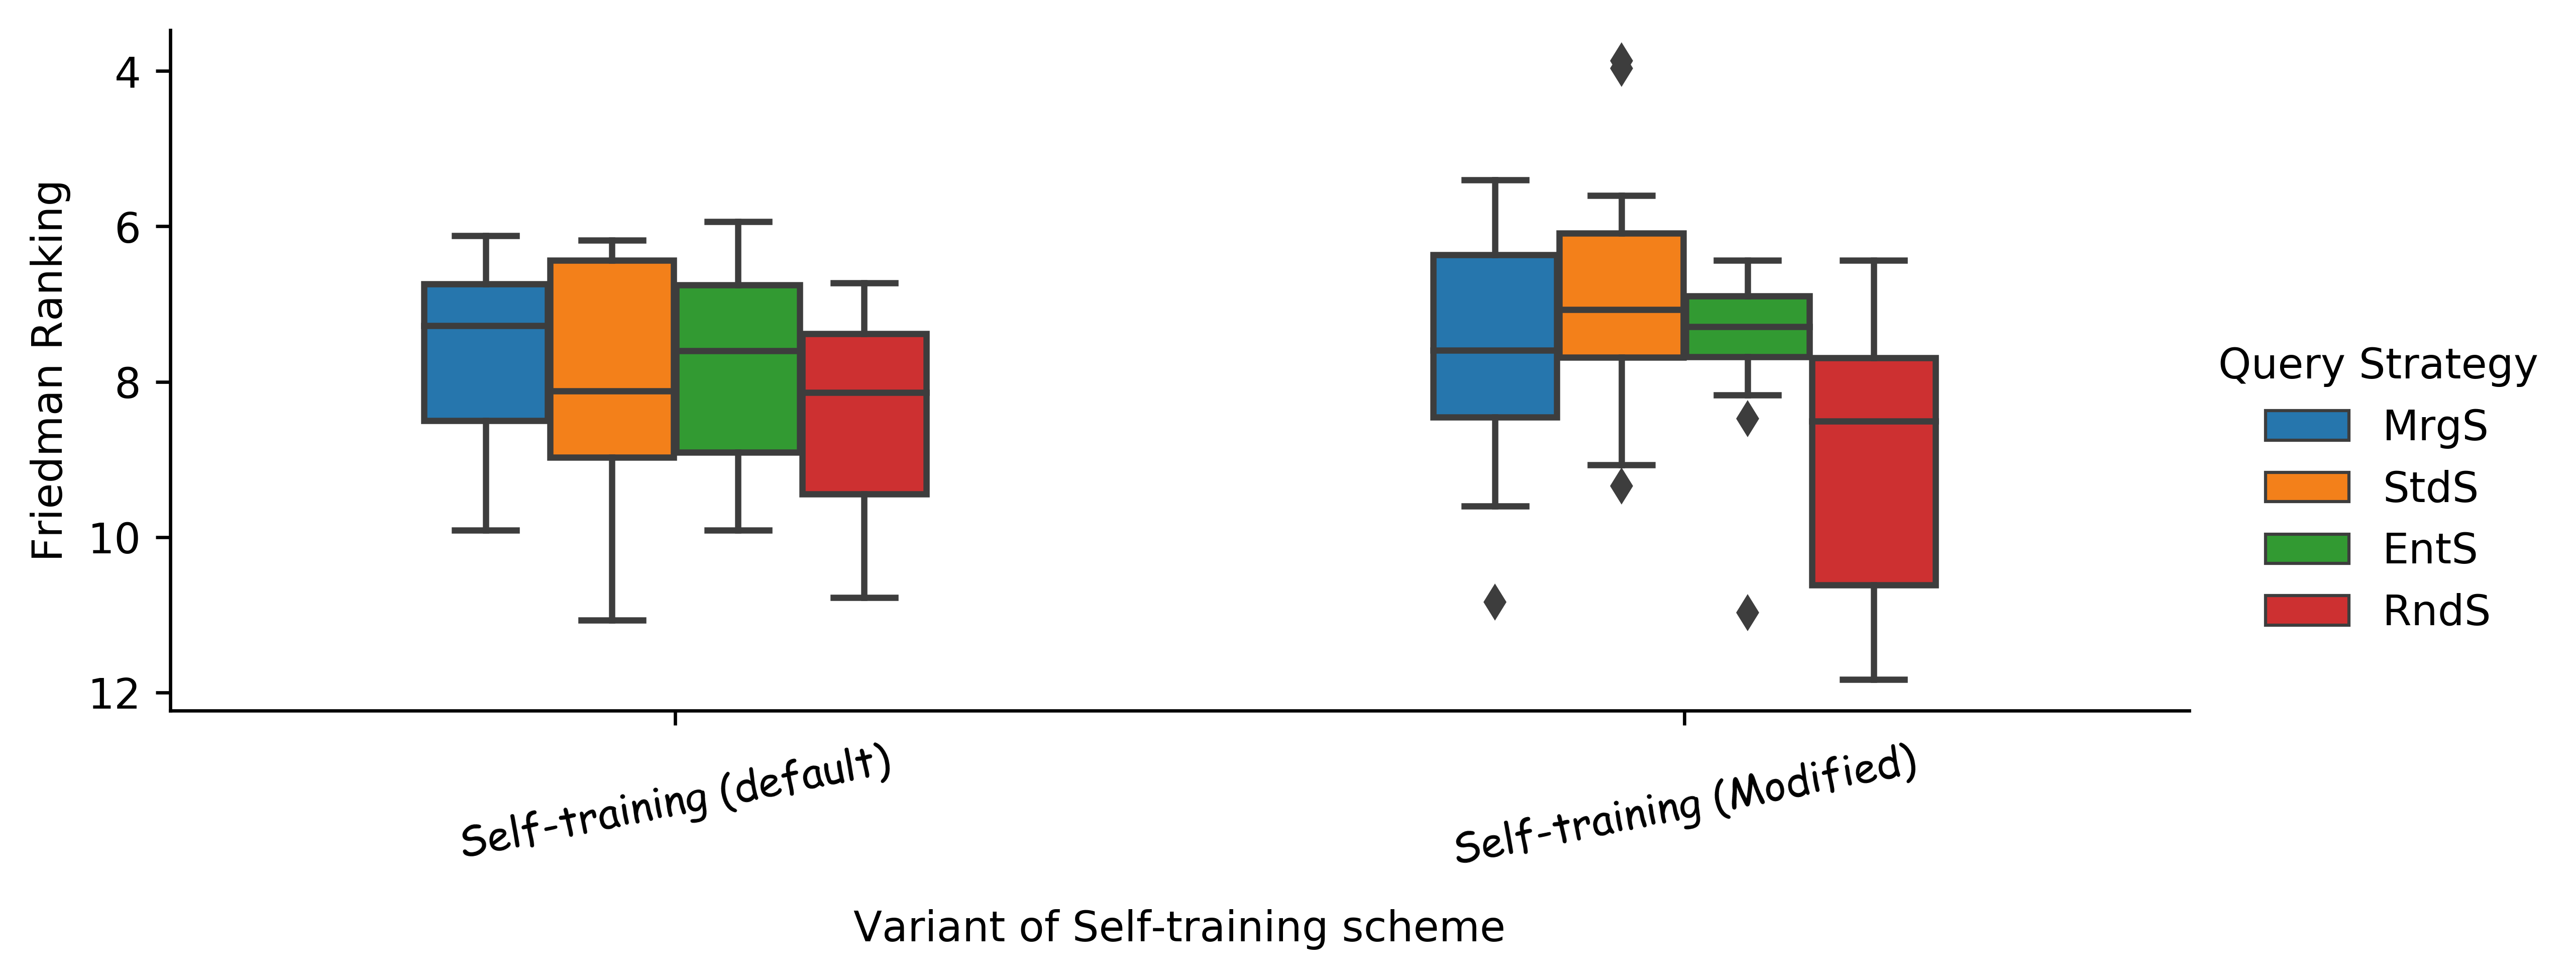 Friedman Ranking
4
6
8
10
12
Self-training (default)
Self-training (Modified)
Variant of Self-training scheme
Query Strategy
MrgS
StdS
EntS
RndS